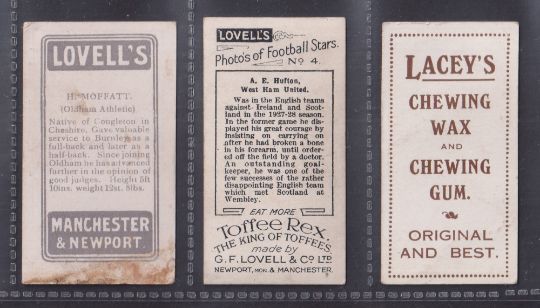 LOVELL'S
H. MOFFATT.
(Oldham Athletic)
Native of Congleton in
Cheshire. Gave valuable
service to Burnley as a
full-back and later as a
half-back. Since joining
Oldham he has advanced
further in the opinion of
good judges. Height 5ft
10ins. weight 12st. 8lbs.
MANCHESTER
& NEWPORT.
LOVELL'S
Photo's of Football Stars.
No 4.
A. E. Hufton,
West Ham United.
Was in the English teams
against Ireland and Scot-
land in the 1927-28 season.
In the former game he dis-
played his great courage by
insisting on carrying on
after he had broken a bone
in his forearm, until order-
ed off the field by a doctor.
An outstanding goal-
keeper, he was one of the
few successes of the rather
disappointing English team
which met Scotland at
Wembley.
EAT MORE
Toffee Rex.
THE KING OF TOFFEES
made by
G. F. LOVELL & CO LTD
NEWPORT, MON. & MANCHESTER.
LACEY'S
CHEWING
WAX
AND
CHEWING
GUM.
ORIGINAL
AND BEST.